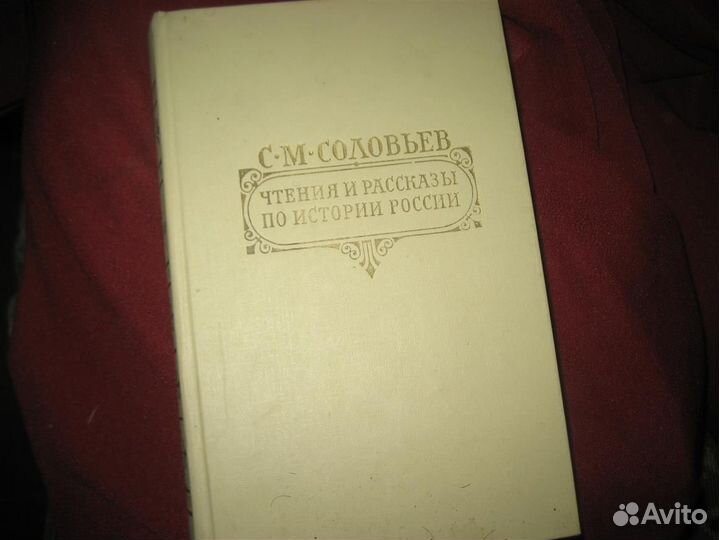 С·М·СОЛОВЬЕВ
ЧТЕНИЯ И РАССКАЗЫ
ПО ИСТОРИИ РОССИИ
Avito